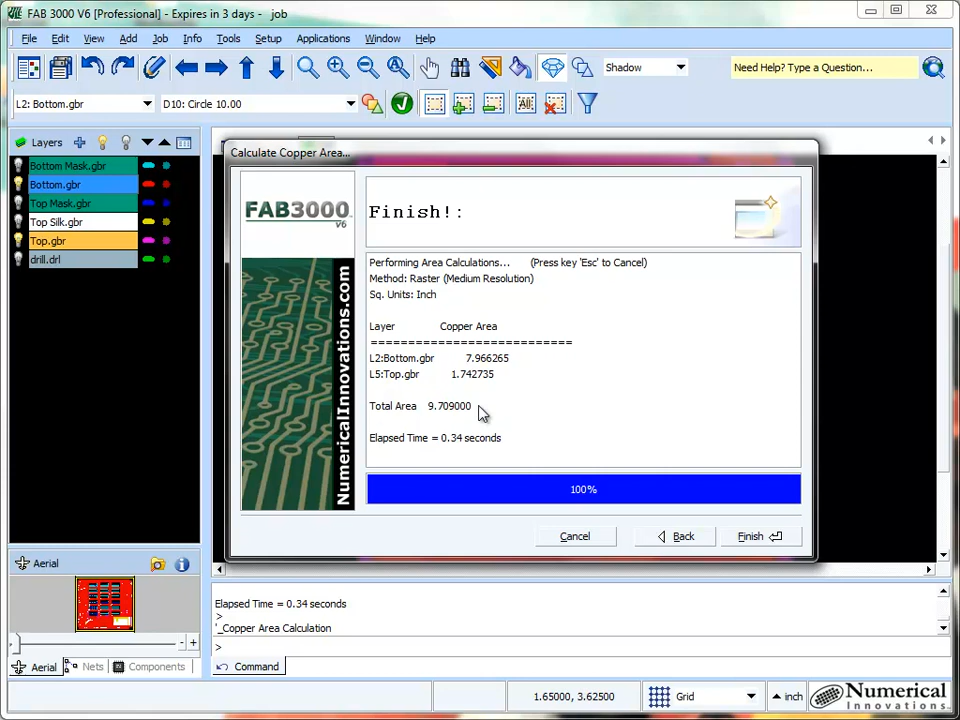 FAB 3000 V6 [Professional] - Expires in 3 days -   job
File Edit View Add Job Info Tools Setup Applications Window Help
Shadow
Need Help? Type a Question...
L2: Bottom.gbr
D10: Circle 10.00
All
Layers
Bottom Mask.gbr
Bottom.gbr
Top Mask.gbr
Top Silk.gbr
Top.gbr
drill.drl
Calculate Copper Area...
FAB3000
V6
NumericalInnovations.com
Finish!:
Performing Area Calculations... (Press key 'Esc' to Cancel)
Method: Raster (Medium Resolution)
Sq. Units: Inch
Layer Copper Area
===========================
L2:Bottom.gbr 7.966265
L5:Top.gbr 1.742735
Total Area 9.709000
Elapsed Time = 0.34 seconds
100%
Cancel
Back
Finish
Aerial
- +
Aerial Nets Components
Elapsed Time = 0.34 seconds
>
'_Copper Area Calculation
>
Command
1.65000, 3.62500
Grid
inch
Numerical
Innovations